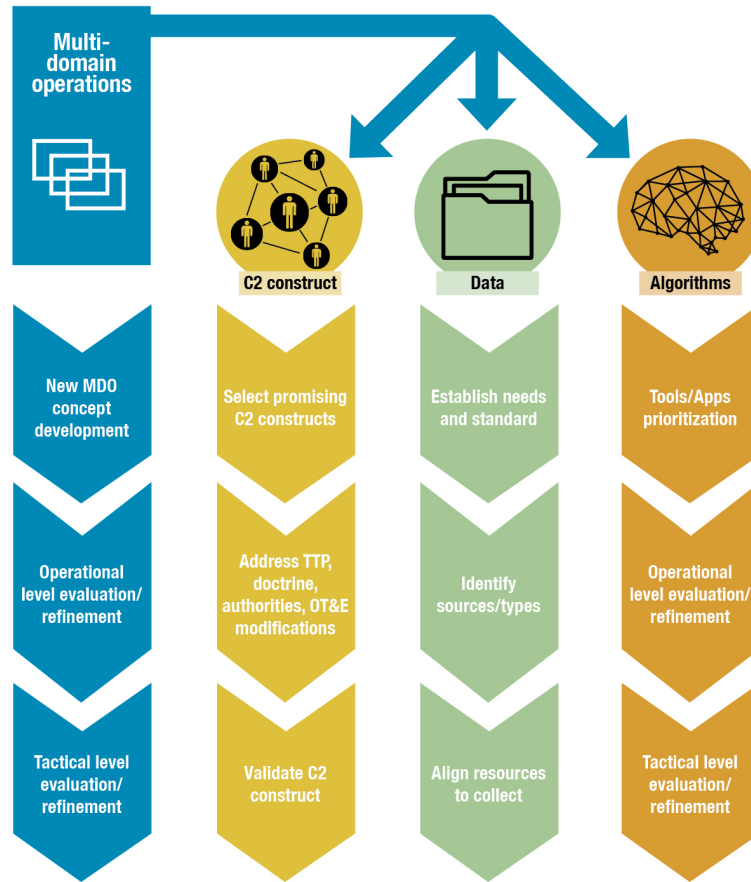 Multi-
domain
operations
C2 construct
Data
Algorithms
New MDO
concept
development
Select promising
C2 constructs
Establish needs
and standard
Tools/Apps
prioritization
Operational
level evaluation/
refinement
Address TTP,
doctrine,
authorities, OT&E
modifications
Identify
sources/types
Operational
level evaluation/
refinement
Tactical level
evaluation/
refinement
Validate C2
construct
Align resources
to collect
Tactical level
evaluation/
refinement